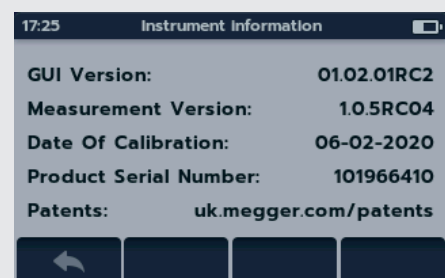 17:25 Instrument Information
GUI Version: 01.02.01RC2
Measurement Version: 1.0.5RC04
Date Of Calibration: 06-02-2020
Product Serial Number: 101966410
Patents: uk.megger.com/patents